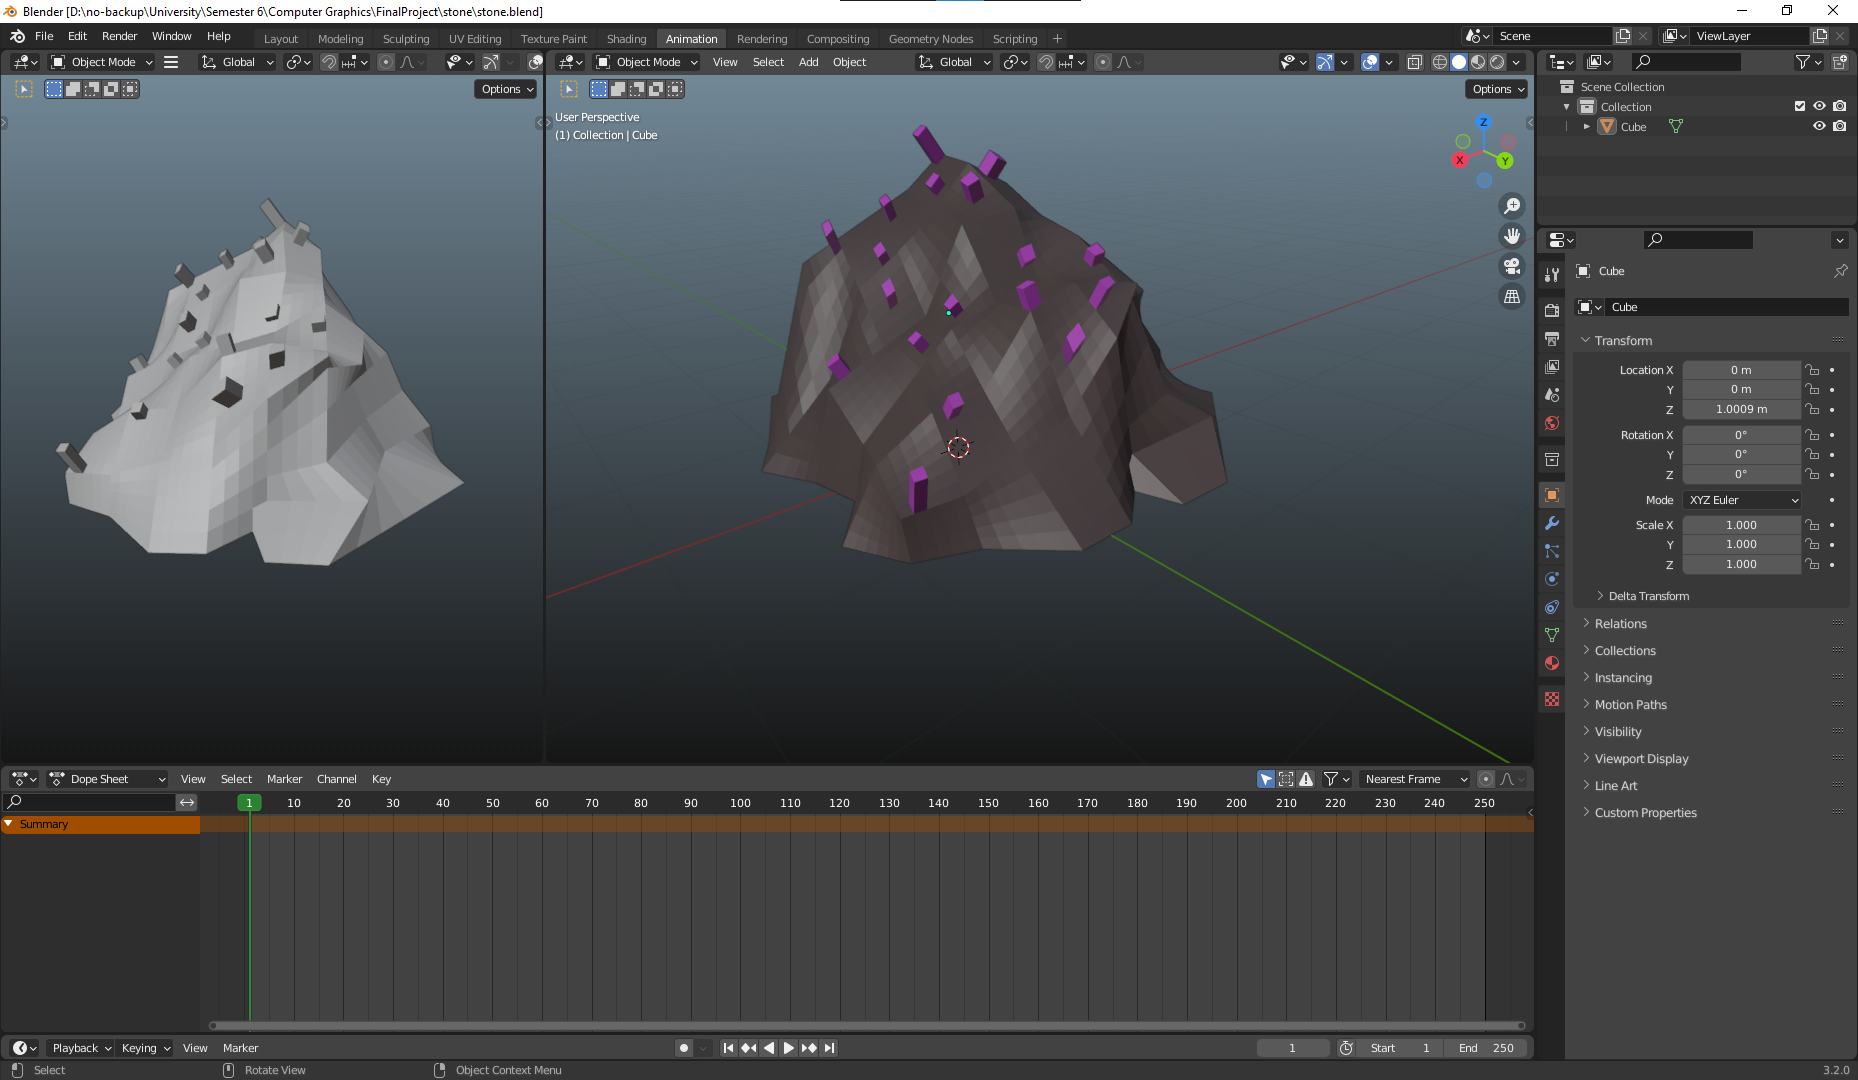 Blender [D:\no-backup\University\Semester 6\Computer Graphics\FinalProject\stone\stone.blend]
File Edit Render Window Help Layout Modeling Sculpting UV Editing Texture Paint Shading Animation Rendering Compositing Geometry Nodes Scripting + Scene ViewLayer
Object Mode Global Object Mode View Select Add Object Global
Options Options
Scene Collection
Collection
Cube
User Perspective
(1) Collection | Cube
Z
X
Y
Cube
Cube
Transform
Location X 0 m
Y 0 m
Z 1.0009 m
Rotation X 0°
Y 0°
Z 0°
Mode XYZ Euler
Scale X 1.000
Y 1.000
Z 1.000
Delta Transform
Relations
Collections
Instancing
Motion Paths
Visibility
Viewport Display
Line Art
Custom Properties
Dope Sheet View Select Marker Channel Key Nearest Frame
1 10 20 30 40 50 60 70 80 90 100 110 120 130 140 150 160 170 180 190 200 210 220 230 240 250
Summary
Playback Keying View Marker 1 Start 1 End 250
Select Rotate View Object Context Menu 3.2.0